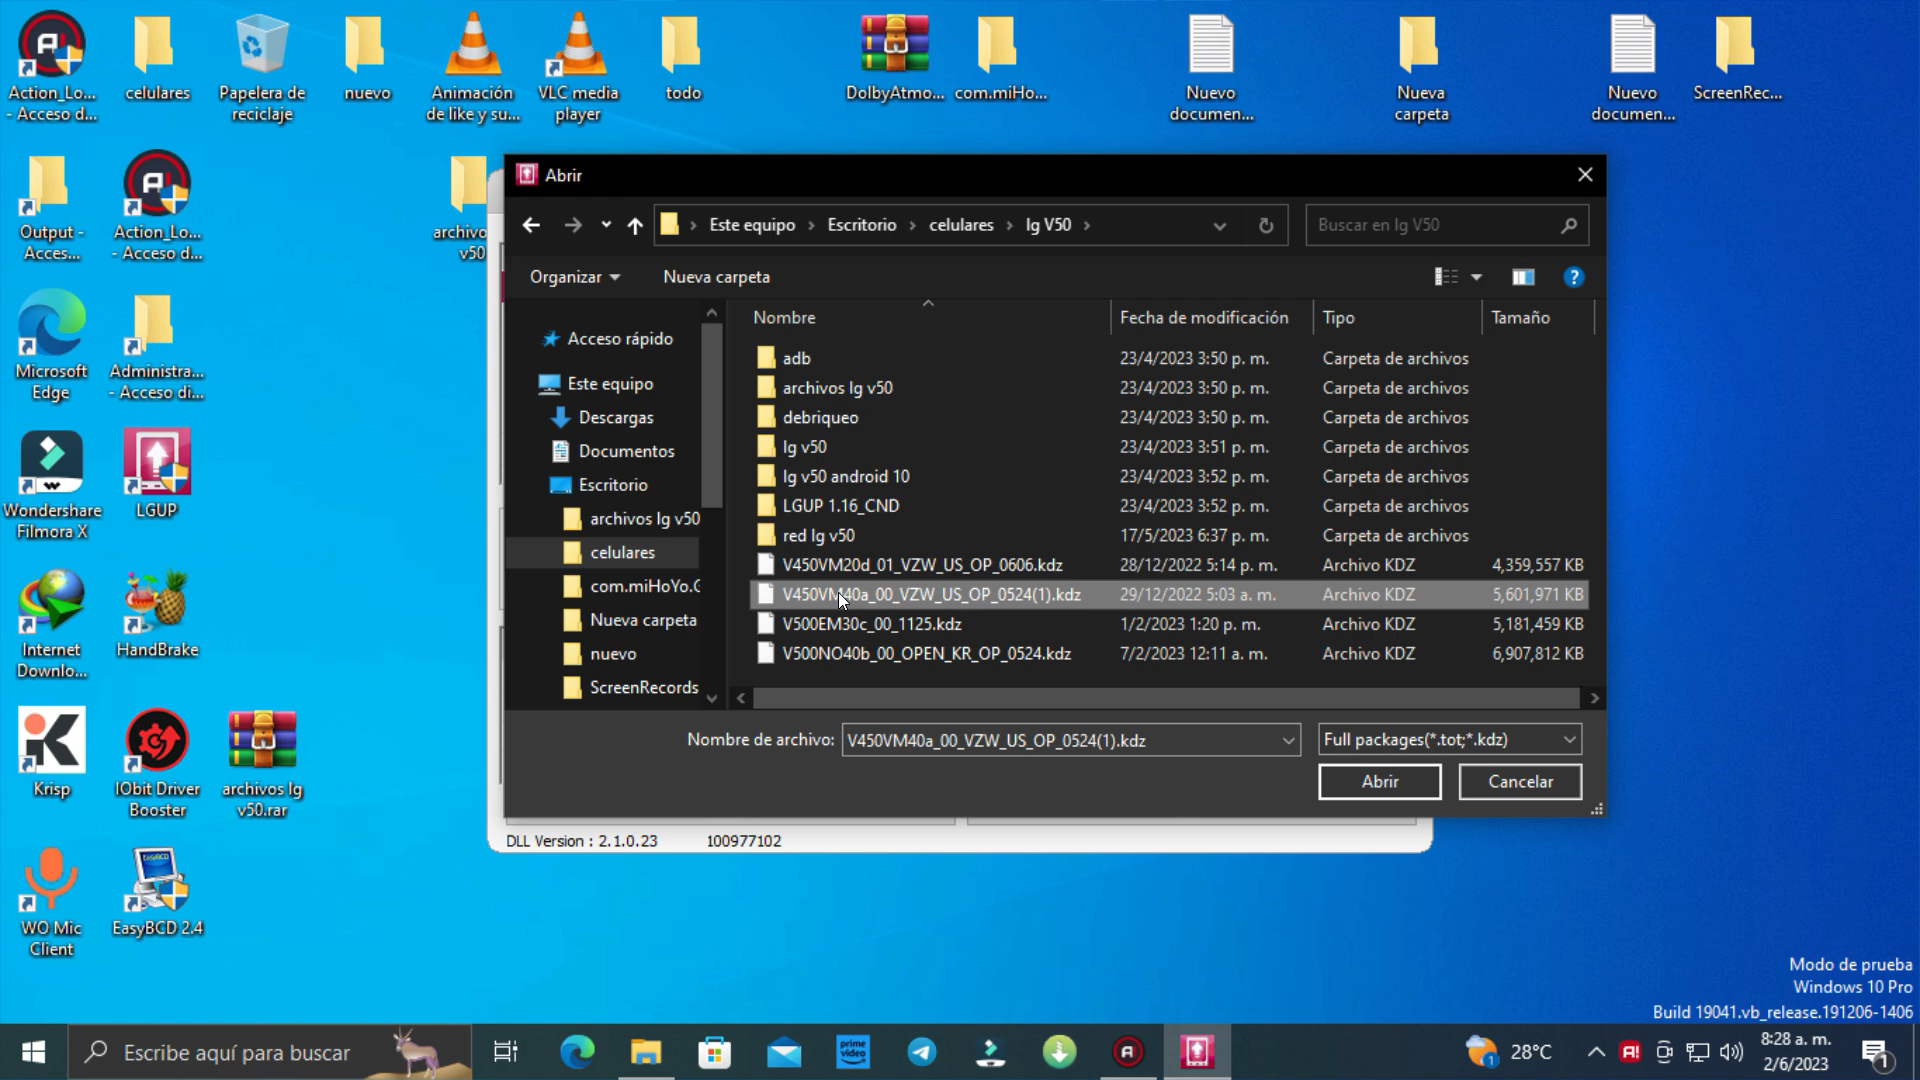 Action_Lo...
- Acceso d...
celulares
Papelera de
reciclaje
nuevo
Animación
de like y su...
VLC media
player
todo
DolbyAtmo...
com.miHo...
Nuevo
documen...
Nueva
carpeta
Nuevo
documen...
ScreenRec...
Output -
Acces...
Action_Lo...
- Acceso d...
archivo
v50
Microsoft
Edge
Administra...
- Acceso di...
Wondershare
Filmora X
LGUP
Internet
Downlo...
HandBrake
Krisp
IObit Driver
Booster
archivos lg
v50.rar
WO Mic
Client
EasyBCD
EasyBCD 2.4
Abrir
Este equipo
Escritorio
celulares
lg V50
Buscar en lg V50
Organizar
Nueva carpeta
Acceso rápido
Este equipo
Descargas
Documentos
Escritorio
archivos lg v50
celulares
com.miHoYo.G
Nueva carpeta
nuevo
ScreenRecords
Nombre Fecha de modificación Tipo Tamaño
adb 23/4/2023 3:50 p. m. Carpeta de archivos
archivos lg v50 23/4/2023 3:50 p. m. Carpeta de archivos
debriqueo 23/4/2023 3:50 p. m. Carpeta de archivos
lg v50 23/4/2023 3:51 p. m. Carpeta de archivos
lg v50 android 10 23/4/2023 3:52 p. m. Carpeta de archivos
LGUP 1.16_CND 23/4/2023 3:52 p. m. Carpeta de archivos
red lg v50 17/5/2023 6:37 p. m. Carpeta de archivos
V450VM20d_01_VZW_US_OP_0606.kdz 28/12/2022 5:14 p. m. Archivo KDZ 4,359,557 KB
V450VM40a_00_VZW_US_OP_0524(1).kdz 29/12/2022 5:03 a. m. Archivo KDZ 5,601,971 KB
V500EM30c_00_1125.kdz 1/2/2023 1:20 p. m. Archivo KDZ 5,181,459 KB
V500NO40b_00_OPEN_KR_OP_0524.kdz 7/2/2023 12:11 a. m. Archivo KDZ 6,907,812 KB
Nombre de archivo: V450VM40a_00_VZW_US_OP_0524(1).kdz Full packages(*.tot;*.kdz)
Abrir Cancelar
DLL Version : 2.1.0.23 100977102
Modo de prueba
Windows 10 Pro
Build 19041.vb_release.191206-1406
Escribe aquí para buscar
prime
video
1
28°C
8:28 a. m.
2/6/2023
1